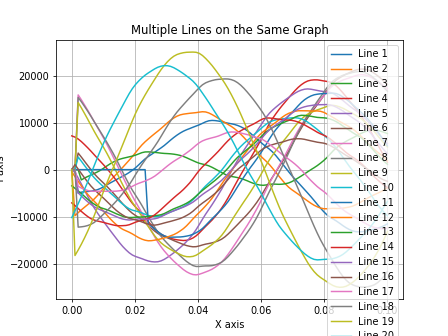 Multiple Lines on the Same Graph
20000
10000
0
−10000
−20000
0.00
0.02
0.04
0.06
X axis
Line 1
Line 2
Line 3
Line 4
Line 5
Line 6
Line 7
Line 8
Line 9
Line 10
Line 11
Line 12
Line 13
Line 14
Line 15
Line 16
Line 17
Line 18
Line 19
Line 20